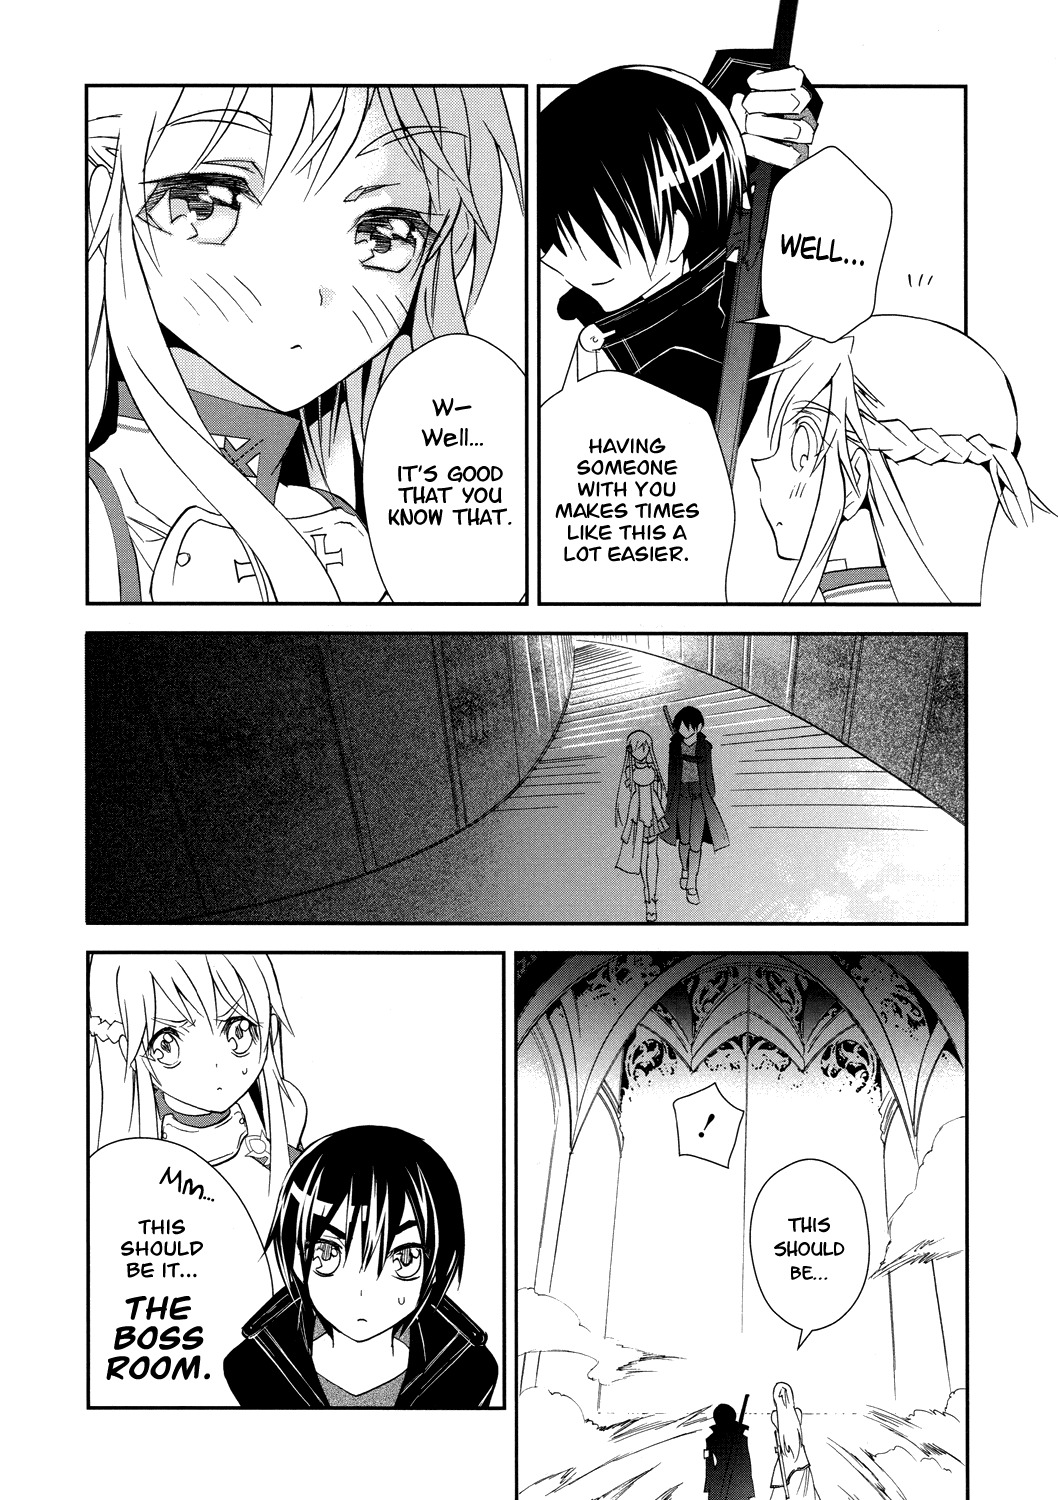 WELL...
HAVING
SOMEONE
WITH YOU
MAKES TIMES
LIKE THIS A
LOT EASIER.
W—
Well...
IT'S GOOD
THAT YOU
KNOW THAT.
!
THIS
SHOULD
BE...
Mm...
THIS
SHOULD
BE IT...
THE
BOSS
ROOM.